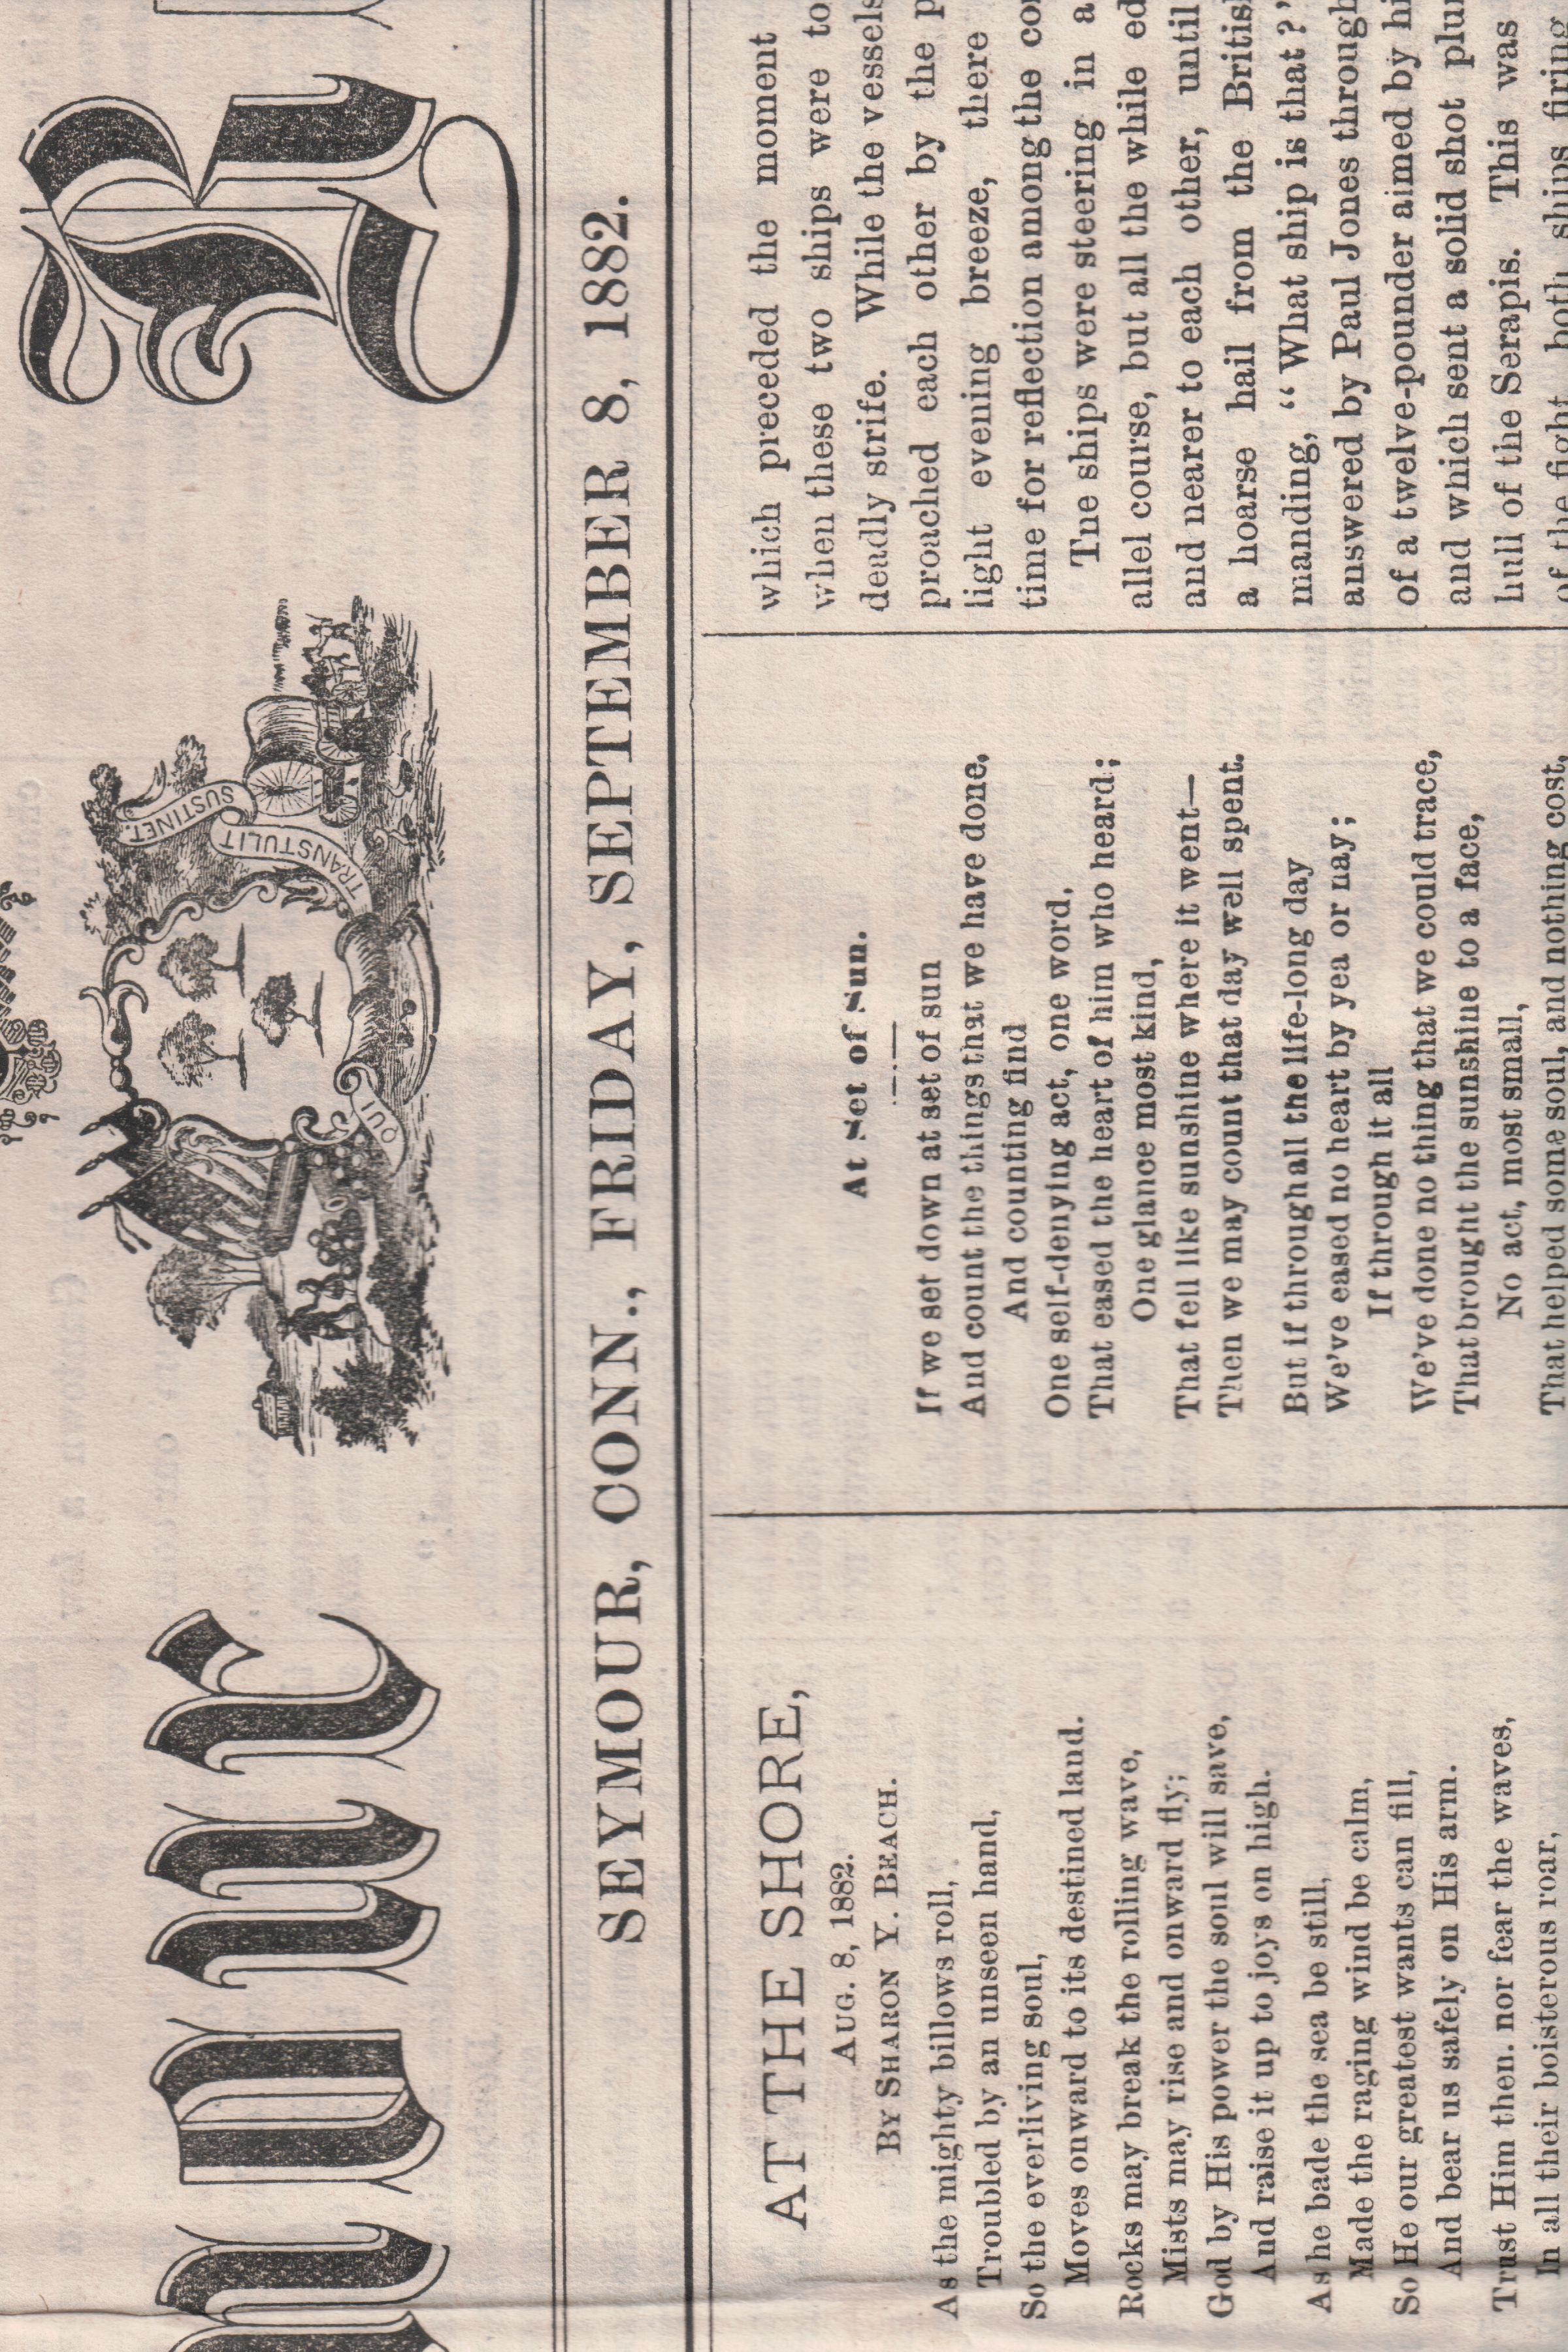 QUI
TRANSTULIT
SUSTINET.
SEYMOUR, CONN., FRIDAY, SEPTEMBER 8, 1882.
AT THE SHORE,
AUG. 8, 1882.
BY SHARON Y. BEACH.
As the mighty billows roll,
Troubled by an unseen hand,
So the everliving soul,
Moves onward to its destined land.
Rocks may break the rolling wave,
Mists may rise and onward fly;
God by His power the soul will save,
And raise it up to joys on high.
As he bade the sea be still,
Made the raging wind be calm,
So He our greatest wants can fill,
And bear us safely on His arm.
Trust Him then. nor fear the waves,
In all their boisterous roar,
At Set of Sun.
If we set down at set of sun
And count the things that we have done,
And counting find
One self-denying act, one word,
That eased the heart of him who heard;
One glance most kind,
That fell like sunshine where it went—
Then we may count that day well spent.
But if through all the life-long day
We've eased no heart by yea or nay;
If through it all
We've done no thing that we could trace,
That brought the sunshine to a face,
No act, most small,
That helped some soul, and nothing cost,
which preceded the moment
when these two ships were to
deadly strife. While the vessels
proached each other by the p
light evening breeze, there
time for reflection among the co
Tne ships were steering in a
allel course, but all the while ed
and nearer to each other, until
a hoarse hail from the Britis
manding, “What ship is that?”
answered by Paul Jones through
of a twelve-pounder aimed by hi
and which sent a solid shot plu
hull of the Serapis. This was
of the fight, both ships firing